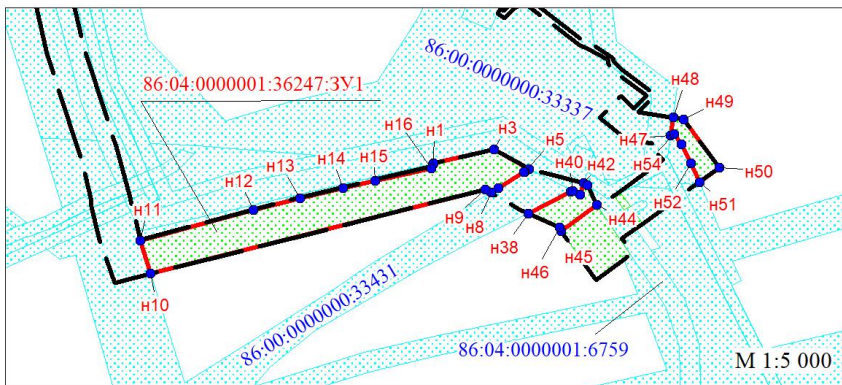 86:04:0000001:36247:ЗУ1
86:00:0000000:33337
н48
н49
н16
н1
н3
н5
н47
н54
н15
н14
н13
н12
н40
н42
н50
н11
н9
н8
н52
н51
н44
н38
н45
н46
н10
86:00:0000000:33431
86:04:0000001:6759
М 1:5 000